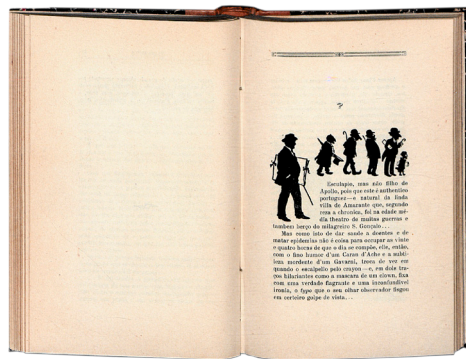 Esculapio, mas não filho de
Apollo, pois que este é authentico
portuguez—e natural da linda
villa de Amarante que, segundo
resa a chronica, foi na edade mé-
dia theatro de muitas guerras e
tambem berço do milagreiro S. Gonçalo...
Mas como isto de dar saude a doentes e de
matar epidemias não é coisa para occupar as vinte
e quatro horas de que o dia se compõe, elle, então,
com o fino humor d'um Caran d'Ache e a subti-
leza mordente d'um Gavarni, troca de vez em
quando o escalpello pelo crayon—e, em dois tra-
ços hilariantes como a mascara de um clown, fixa
com uma verdade flagrante e uma inconfundivel
ironia, o typo que o seu olhar observador fisgou
em certeiro golpe de vista...